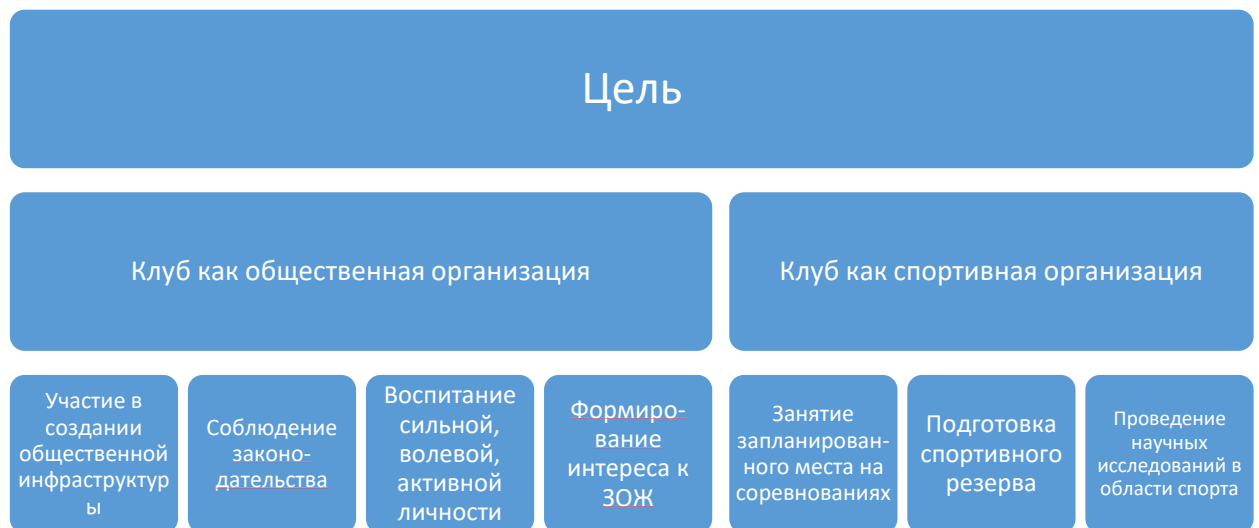 Цель
Клуб как общественная организация
Клуб как спортивная организация
Участие в
создании
общественной
инфраструктур
ы
Соблюдение
законо-
дательства
Воспитание
сильной,
волевой,
активной
личности
Формиро-
вание
интереса к
ЗОЖ
Занятие
запланирован-
ного места на
соревнованиях
Подготовка
спортивного
резерва
Проведение
научных
исследований в
области спорта